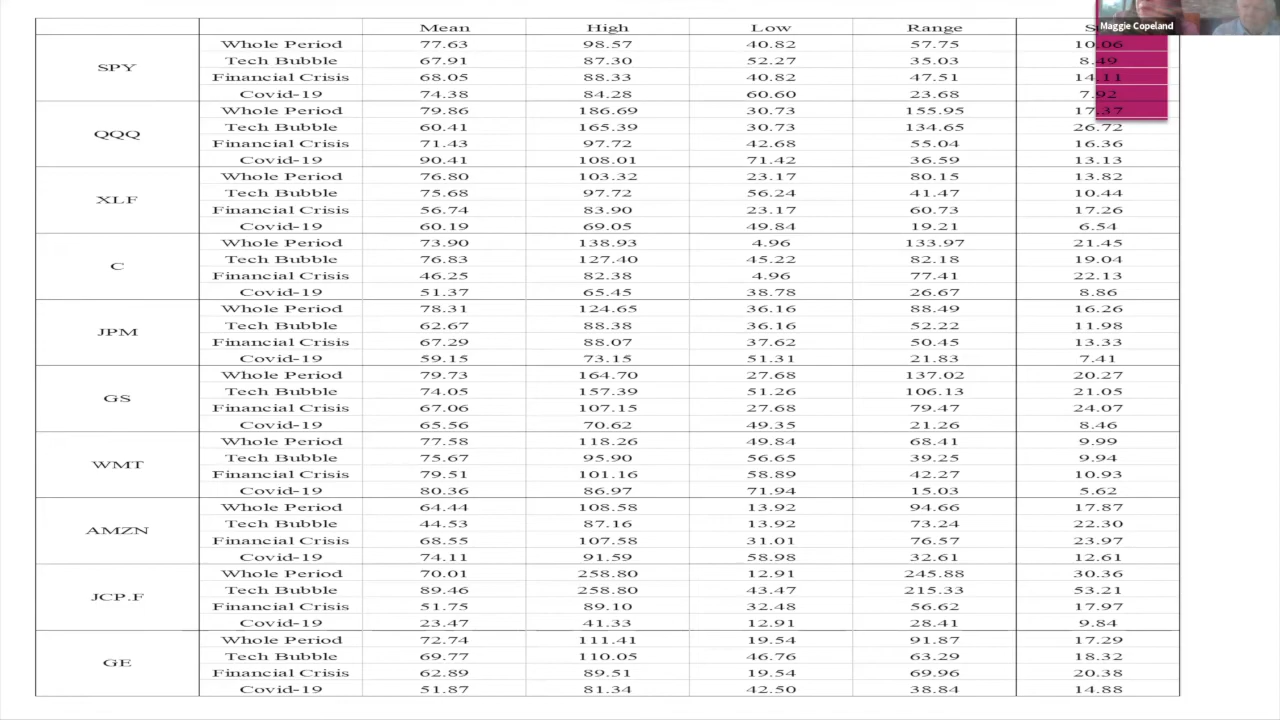 Mean High Low Range S
Maggie Copeland
SPY
Whole Period 77.63 98.57 40.82 57.75 10.06
Tech Bubble 67.91 87.30 52.27 35.03 8.49
Financial Crisis 68.05 88.33 40.82 47.51 14.11
Covid-19 74.38 84.28 60.60 23.68 7.92
QQQ
Whole Period 79.86 186.69 30.73 155.95 17.37
Tech Bubble 60.41 165.39 30.73 134.65 26.72
Financial Crisis 71.43 97.72 42.68 55.04 16.36
Covid-19 90.41 108.01 71.42 36.59 13.13
XLF
Whole Period 76.80 103.32 23.17 80.15 13.82
Tech Bubble 75.68 97.72 56.24 41.47 10.44
Financial Crisis 56.74 83.90 23.17 60.73 17.26
Covid-19 60.19 69.05 49.84 19.21 6.54
C
Whole Period 73.90 138.93 4.96 133.97 21.45
Tech Bubble 76.83 127.40 45.22 82.18 19.04
Financial Crisis 46.25 82.38 4.96 77.41 22.13
Covid-19 51.37 65.45 38.78 26.67 8.86
JPM
Whole Period 78.31 124.65 36.16 88.49 16.26
Tech Bubble 62.67 88.38 36.16 52.22 11.98
Financial Crisis 67.29 88.07 37.62 50.45 13.33
Covid-19 59.15 73.15 51.31 21.83 7.41
GS
Whole Period 79.73 164.70 27.68 137.02 20.27
Tech Bubble 74.05 157.39 51.26 106.13 21.05
Financial Crisis 67.06 107.15 27.68 79.47 24.07
Covid-19 65.56 70.62 49.35 21.26 8.46
WMT
Whole Period 77.58 118.26 49.84 68.41 9.99
Tech Bubble 75.67 95.90 56.65 39.25 9.94
Financial Crisis 79.51 101.16 58.89 42.27 10.93
Covid-19 80.36 86.97 71.94 15.03 5.62
AMZN
Whole Period 64.44 108.58 13.92 94.66 17.87
Tech Bubble 44.53 87.16 13.92 73.24 22.30
Financial Crisis 68.55 107.58 31.01 76.57 23.97
Covid-19 74.11 91.59 58.98 32.61 12.61
JCP.F
Whole Period 70.01 258.80 12.91 245.88 30.36
Tech Bubble 89.46 258.80 43.47 215.33 53.21
Financial Crisis 51.75 89.10 32.48 56.62 17.97
Covid-19 23.47 41.33 12.91 28.41 9.84
GE
Whole Period 72.74 111.41 19.54 91.87 17.29
Tech Bubble 69.77 110.05 46.76 63.29 18.32
Financial Crisis 62.89 89.51 19.54 69.96 20.38
Covid-19 51.87 81.34 42.50 38.84 14.88